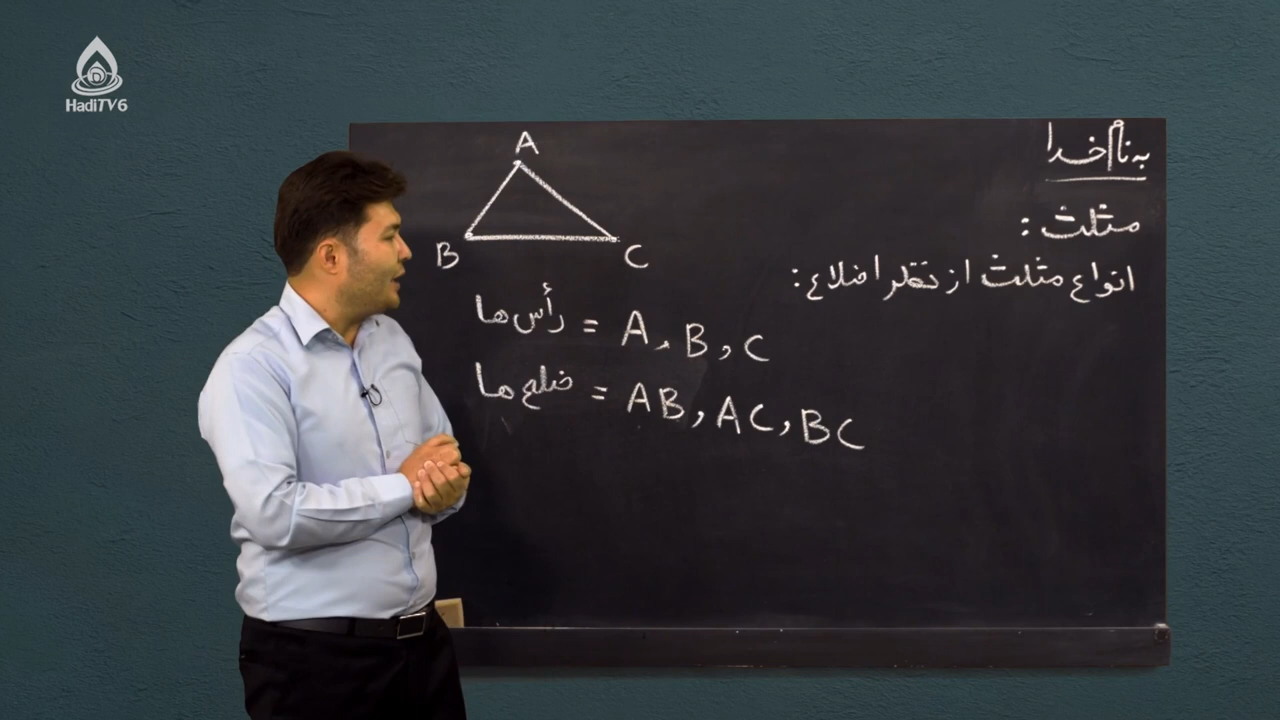 HadiTV6
به نام خدا
مثلث :
انواع مثلث از نظر اضلاع :
A
B
C
رأس‌ها = A , B , C
ضلع‌ها = AB , AC , BC